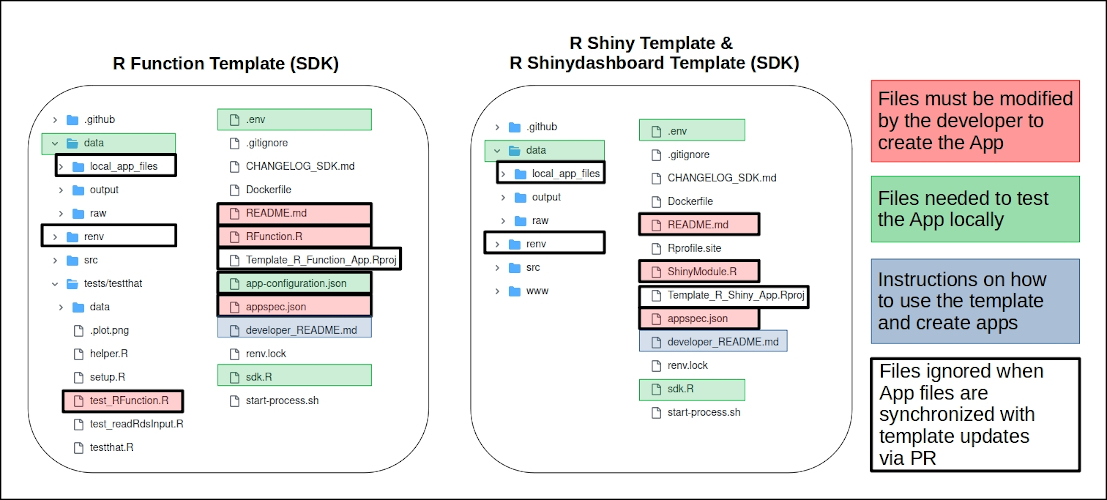 R Function Template (SDK)
.github
data
local_app_files
output
raw
renv
src
tests/testthat
data
.plot.png
helper.R
setup.R
test_RFunction.R
test_readRdsInput.R
testthat.R
.env
.gitignore
CHANGELOG_SDK.md
Dockerfile
README.md
RFunction.R
Template_R_Function_App.Rproj
app-configuration.json
appspec.json
developer_README.md
renv.lock
sdk.R
start-process.sh
R Shiny Template &
R Shinydashboard Template (SDK)
.github
data
local_app_files
output
raw
renv
src
www
.env
.gitignore
CHANGELOG_SDK.md
Dockerfile
README.md
Rprofile.site
ShinyModule.R
Template_R_Shiny_App.Rproj
appspec.json
developer_README.md
renv.lock
sdk.R
start-process.sh
Files must be modified
by the developer to
create the App
Files needed to test
the App locally
Instructions on how
to use the template
and create apps
Files ignored when
App files are
synchronized with
template updates
via PR